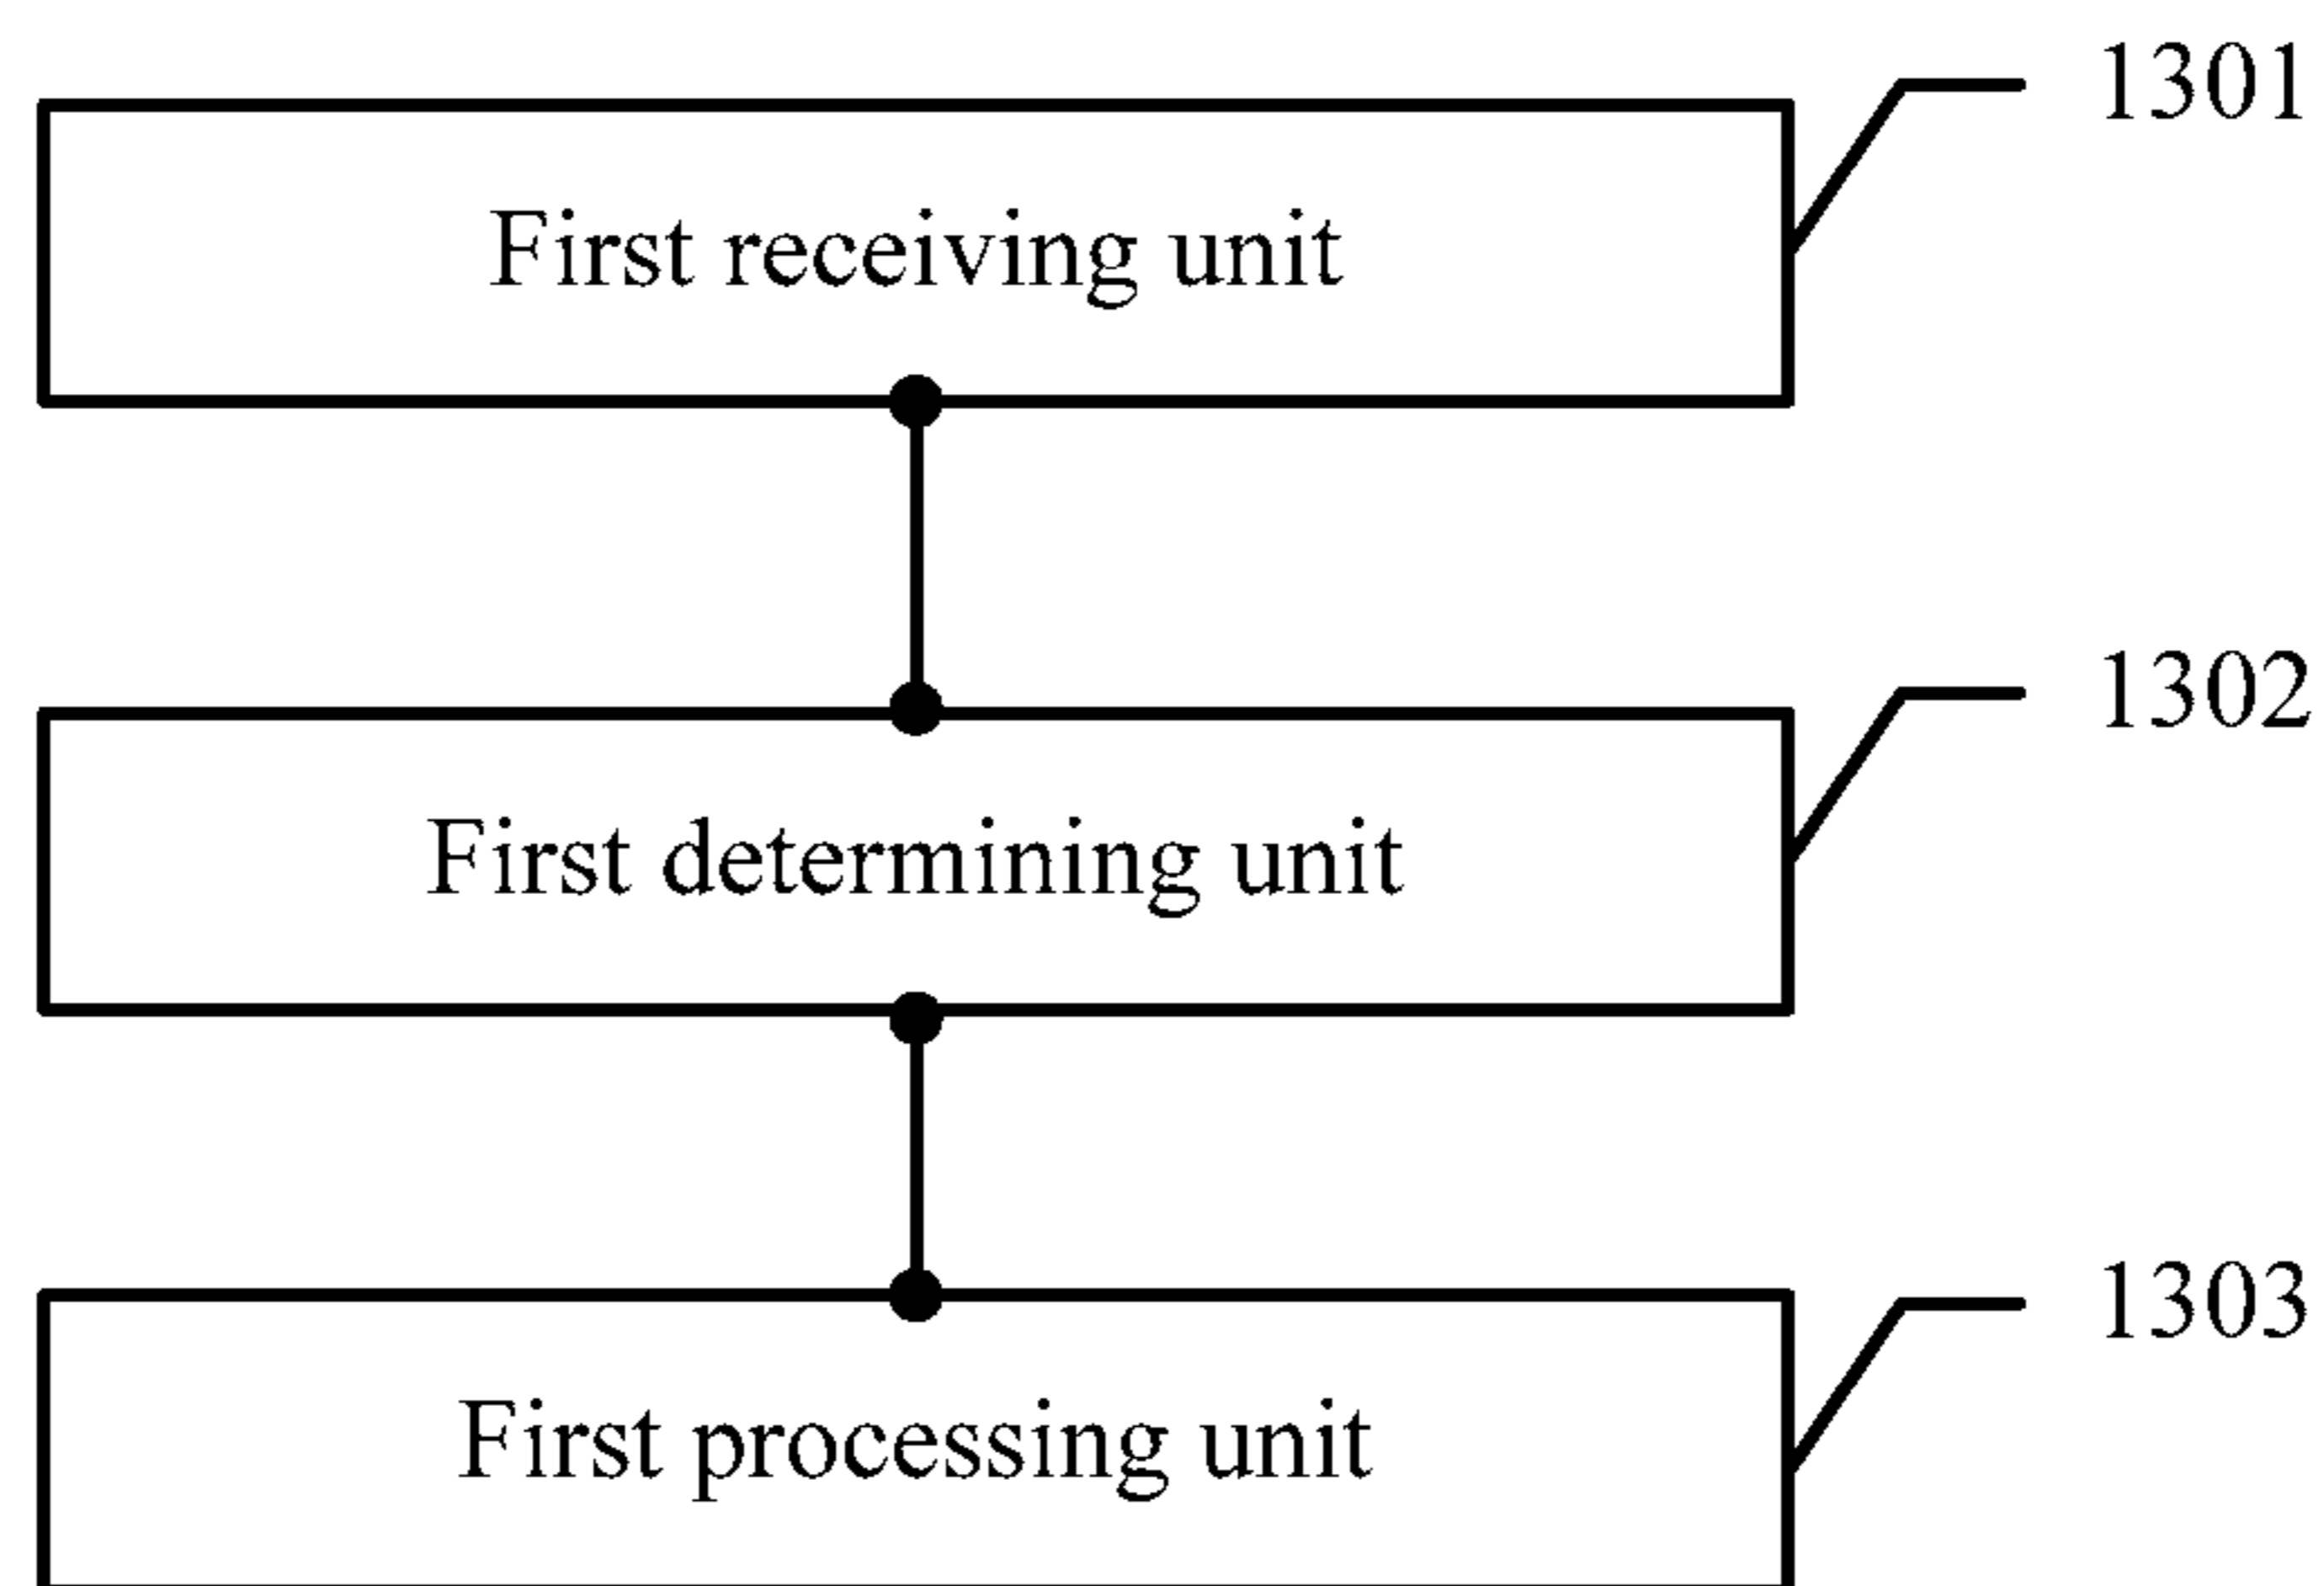 1301
First receiving unit
1302
First determining unit
1303
First processing unit